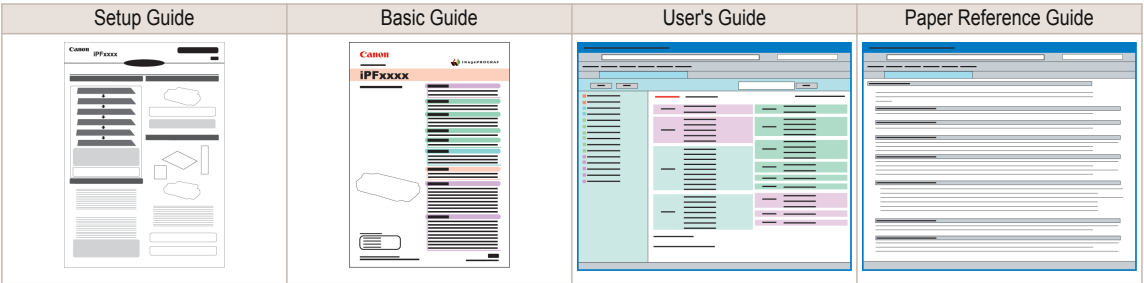 Setup Guide
Basic Guide
User's Guide
Paper Reference Guide
Canon
iPFxxxx
Canon
imagePROGRAF
iPFxxxx